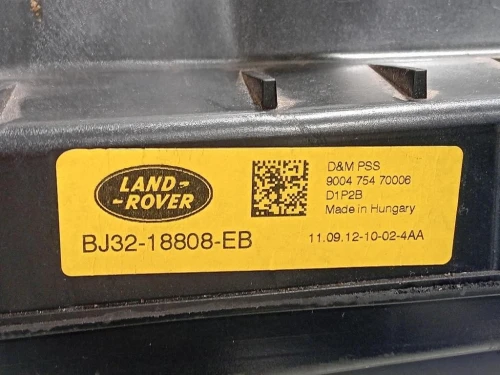 LAND-
-ROVER
BJ32-18808-EB
D&M PSS
9004 754 70006
D1P2B
Made in Hungary
11.09.12-10-02-4AA